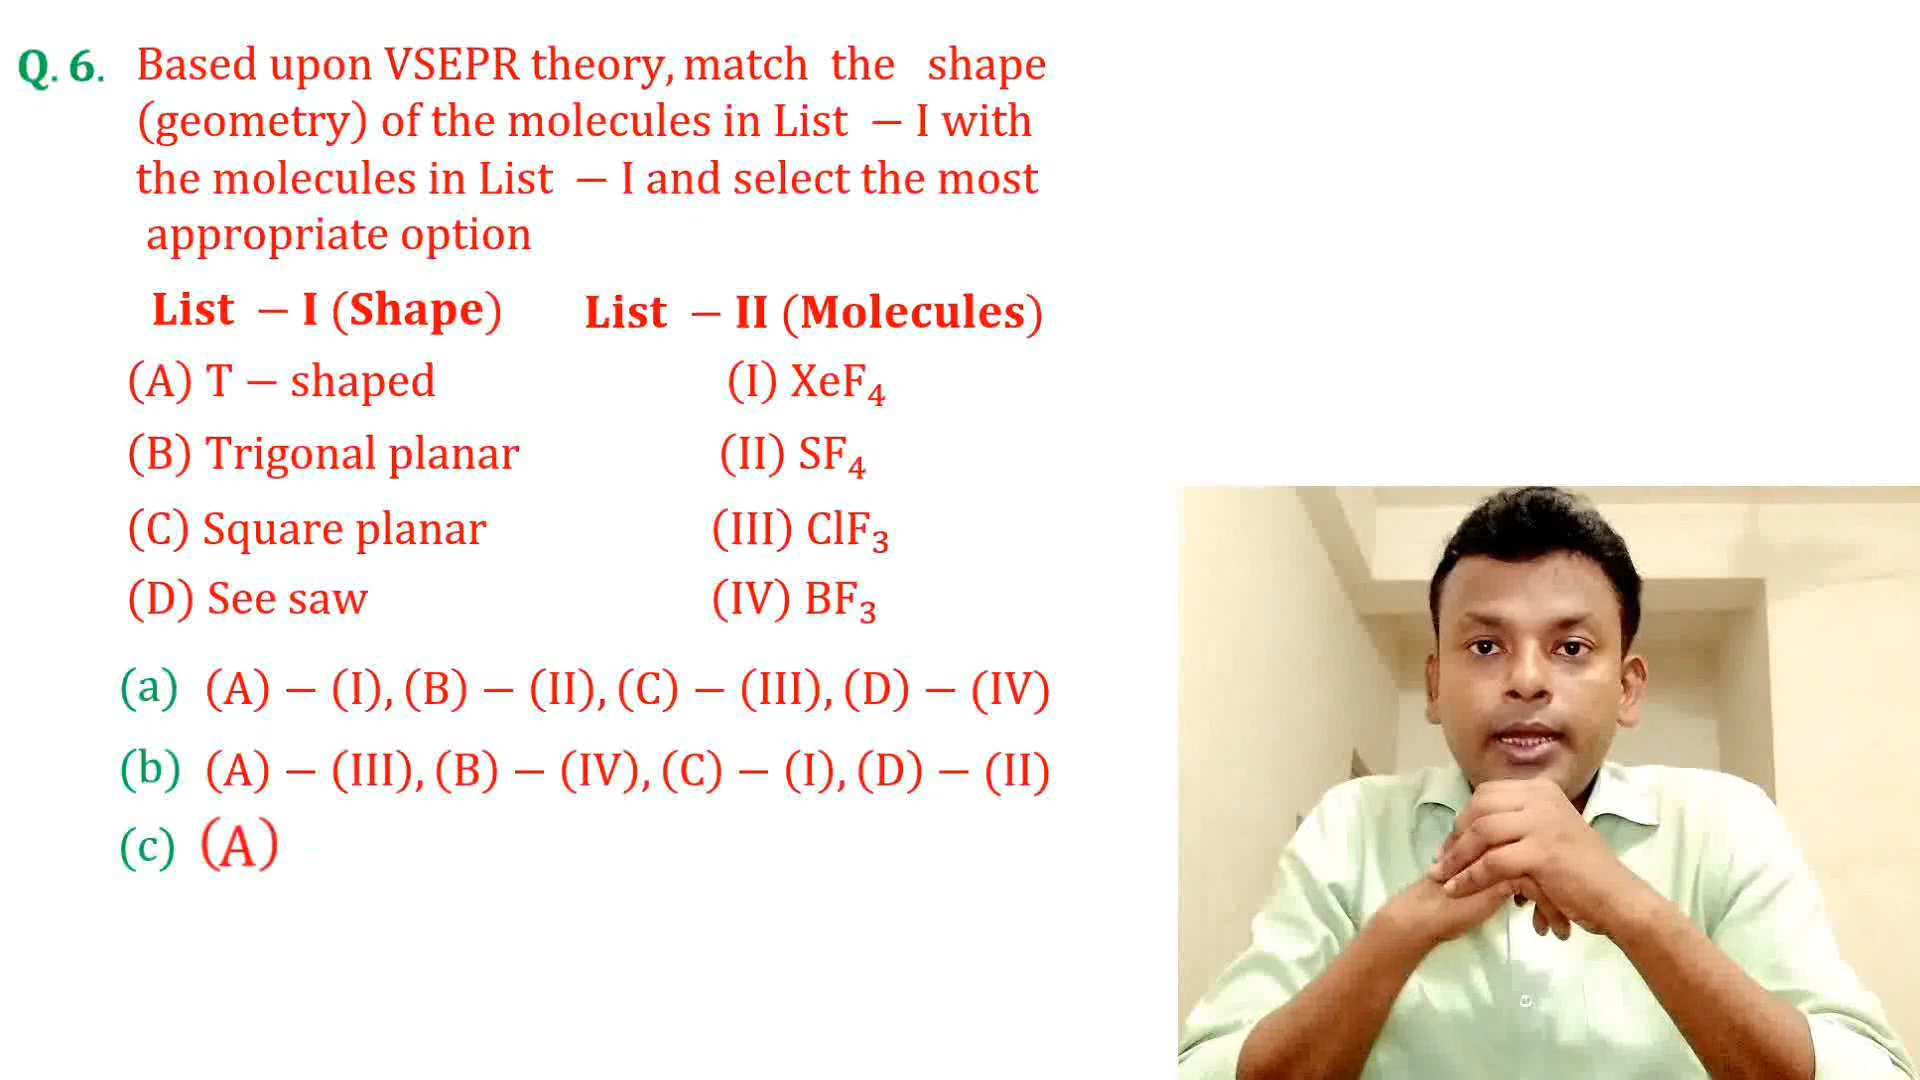 Q. 6. Based upon VSEPR theory, match the shape
(geometry) of the molecules in List − I with
the molecules in List − I and select the most
appropriate option
List − I (Shape) List − II (Molecules)
(A) T − shaped (I) XeF₄
(B) Trigonal planar (II) SF₄
(C) Square planar (III) ClF₃
(D) See saw (IV) BF₃
(a) (A) − (I), (B) − (II), (C) − (III), (D) − (IV)
(b) (A) − (III), (B) − (IV), (C) − (I), (D) − (II)
(c) (A)